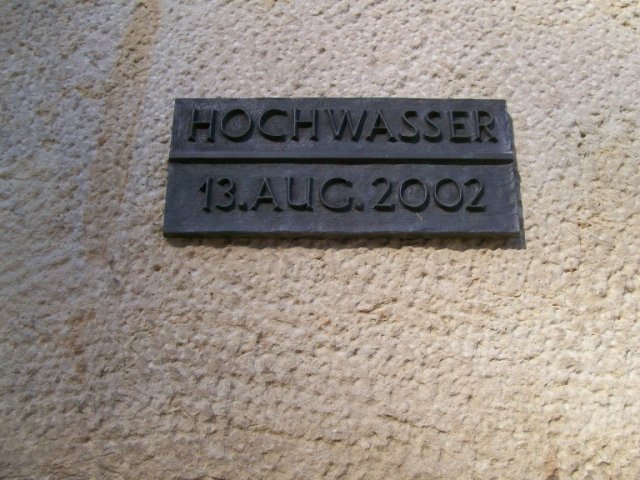 HOCHWASSER
13. AUG. 2002